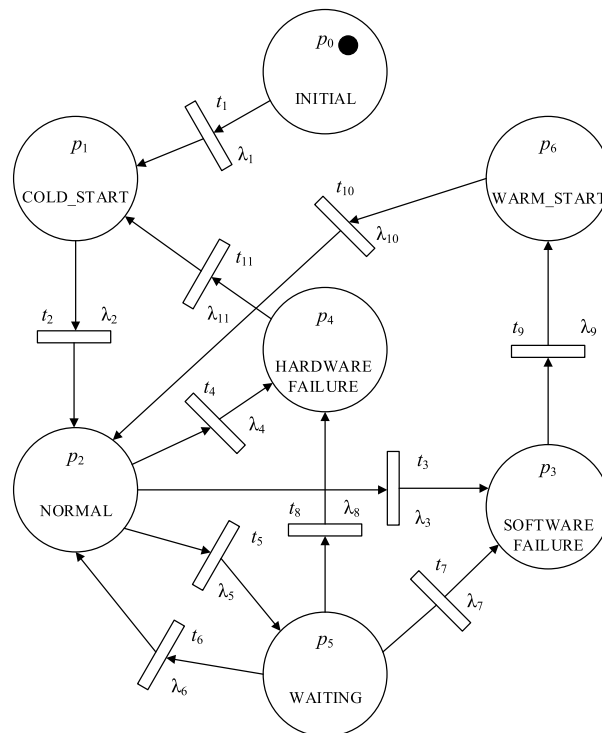 p₀
INITIAL
t₁
λ₁
p₁
COLD_START
p₆
WARM_START
t₁₀
λ₁₀
t₁₁
λ₁₁
t₂ λ₂
p₄
HARDWARE
FAILURE
t₉ λ₉
t₄
λ₄
p₂
NORMAL
t₃
λ₃
p₃
SOFTWARE
FAILURE
t₈ λ₈
t₅
λ₅
t₇
λ₇
t₆
λ₆
p₅
WAITING